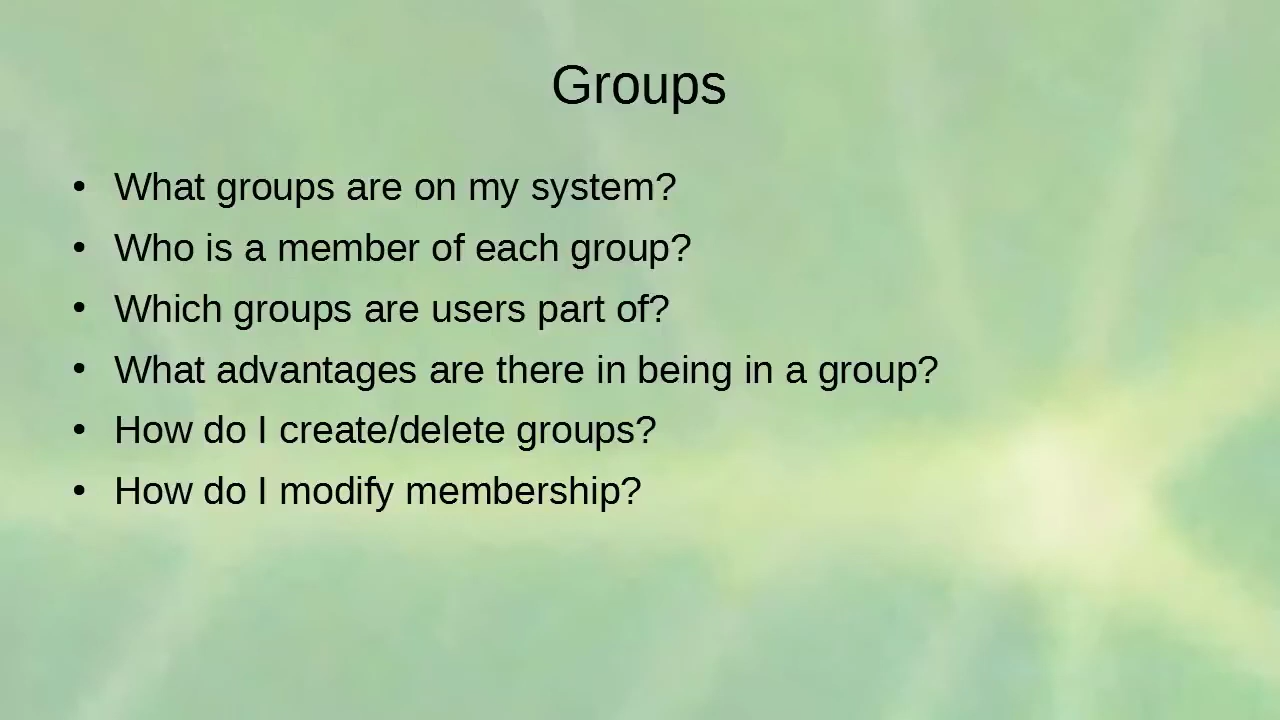 Groups
• What groups are on my system?
• Who is a member of each group?
• Which groups are users part of?
• What advantages are there in being in a group?
• How do I create/delete groups?
• How do I modify membership?